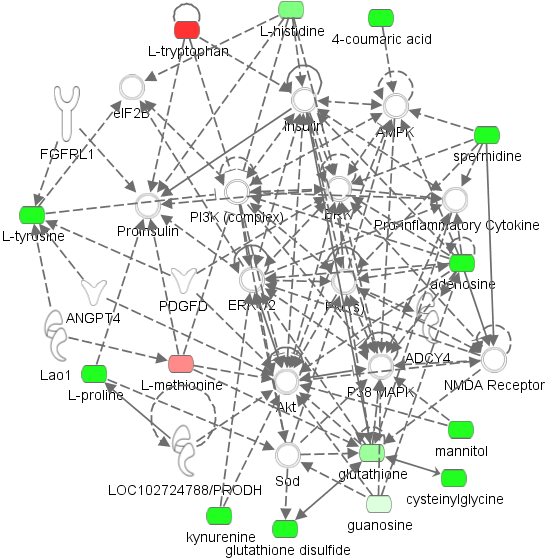 L-histidine
4-coumaric acid
L-tryptophan
eIF2B
Insulin
AMPK
FGFRL1
spermidine
PI3K (complex)
ERK
Pro-inflammatory Cytokine
Proinsulin
L-tyrosine
adenosine
PDGFD
ERK1/2
ANGPT4
ADCY4
Lao1
L-methionine
P38 MAPK
NMDA Receptor
L-proline
Akt
mannitol
Sod
glutathione
LOC102724788/PRODH
cysteinylglycine
guanosine
kynurenine
glutathione disulfide